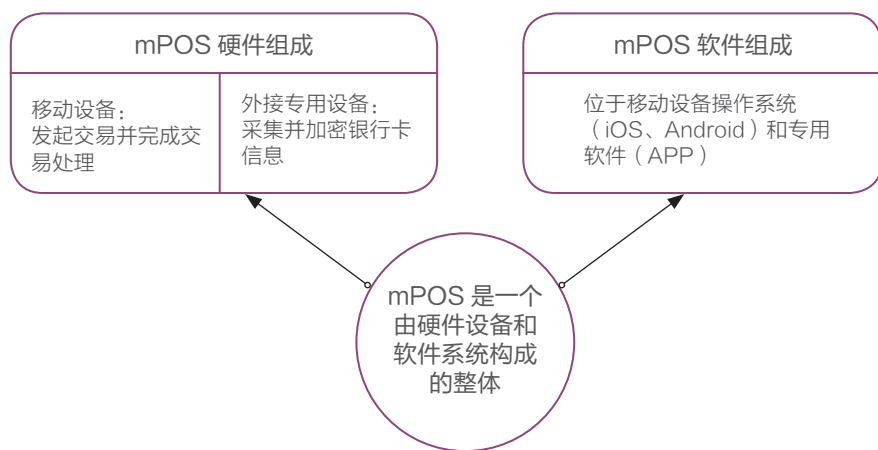 mPOS 硬件组成
移动设备：
发起交易并完成交
易处理
外接专用设备：
采集并加密银行卡
信息
mPOS 软件组成
位于移动设备操作系统
（iOS、Android）和专用
软件（APP）
mPOS 是一个
由硬件设备和
软件系统构成
的整体